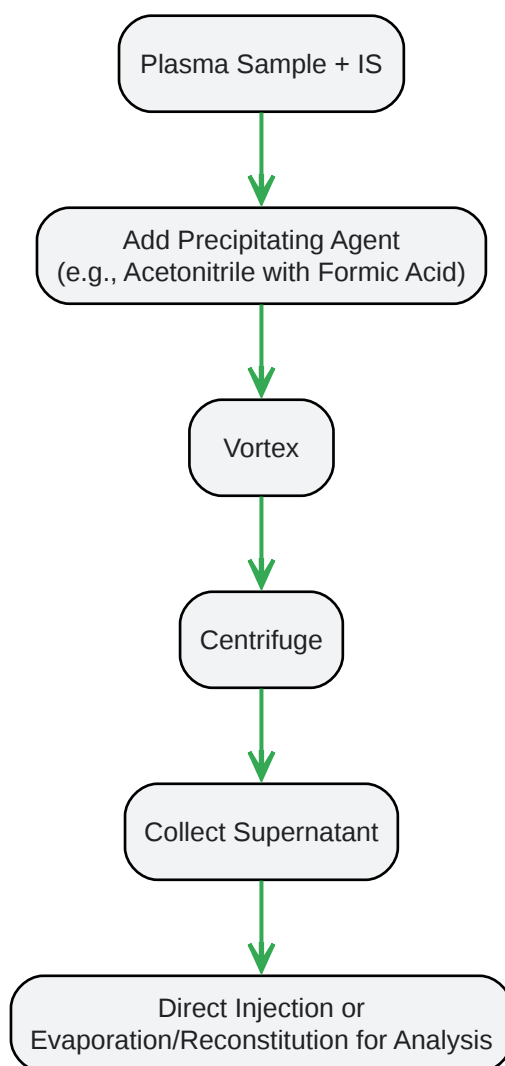 Plasma Sample + IS
Add Precipitating Agent
(e.g., Acetonitrile with Formic Acid)
Vortex
Centrifuge
Collect Supernatant
Direct Injection or
Evaporation/Reconstitution for Analysis